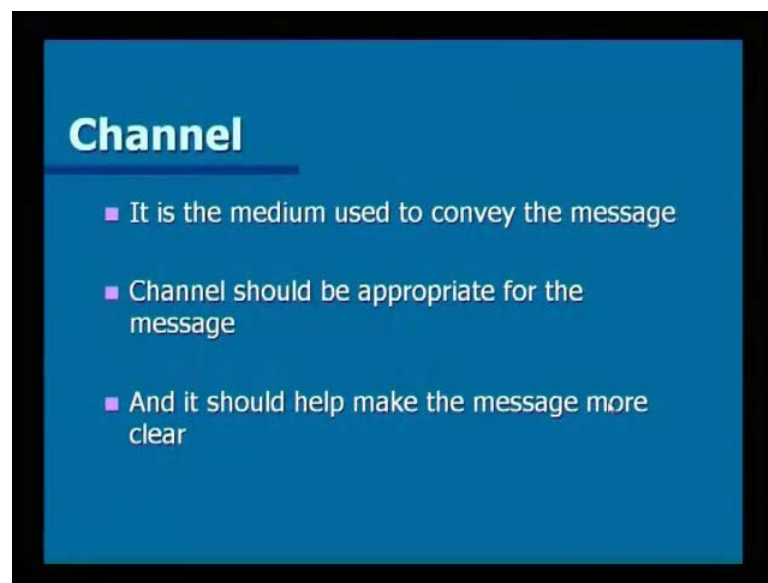 Channel
It is the medium used to convey the message
Channel should be appropriate for the
message
And it should help make the message more
clear